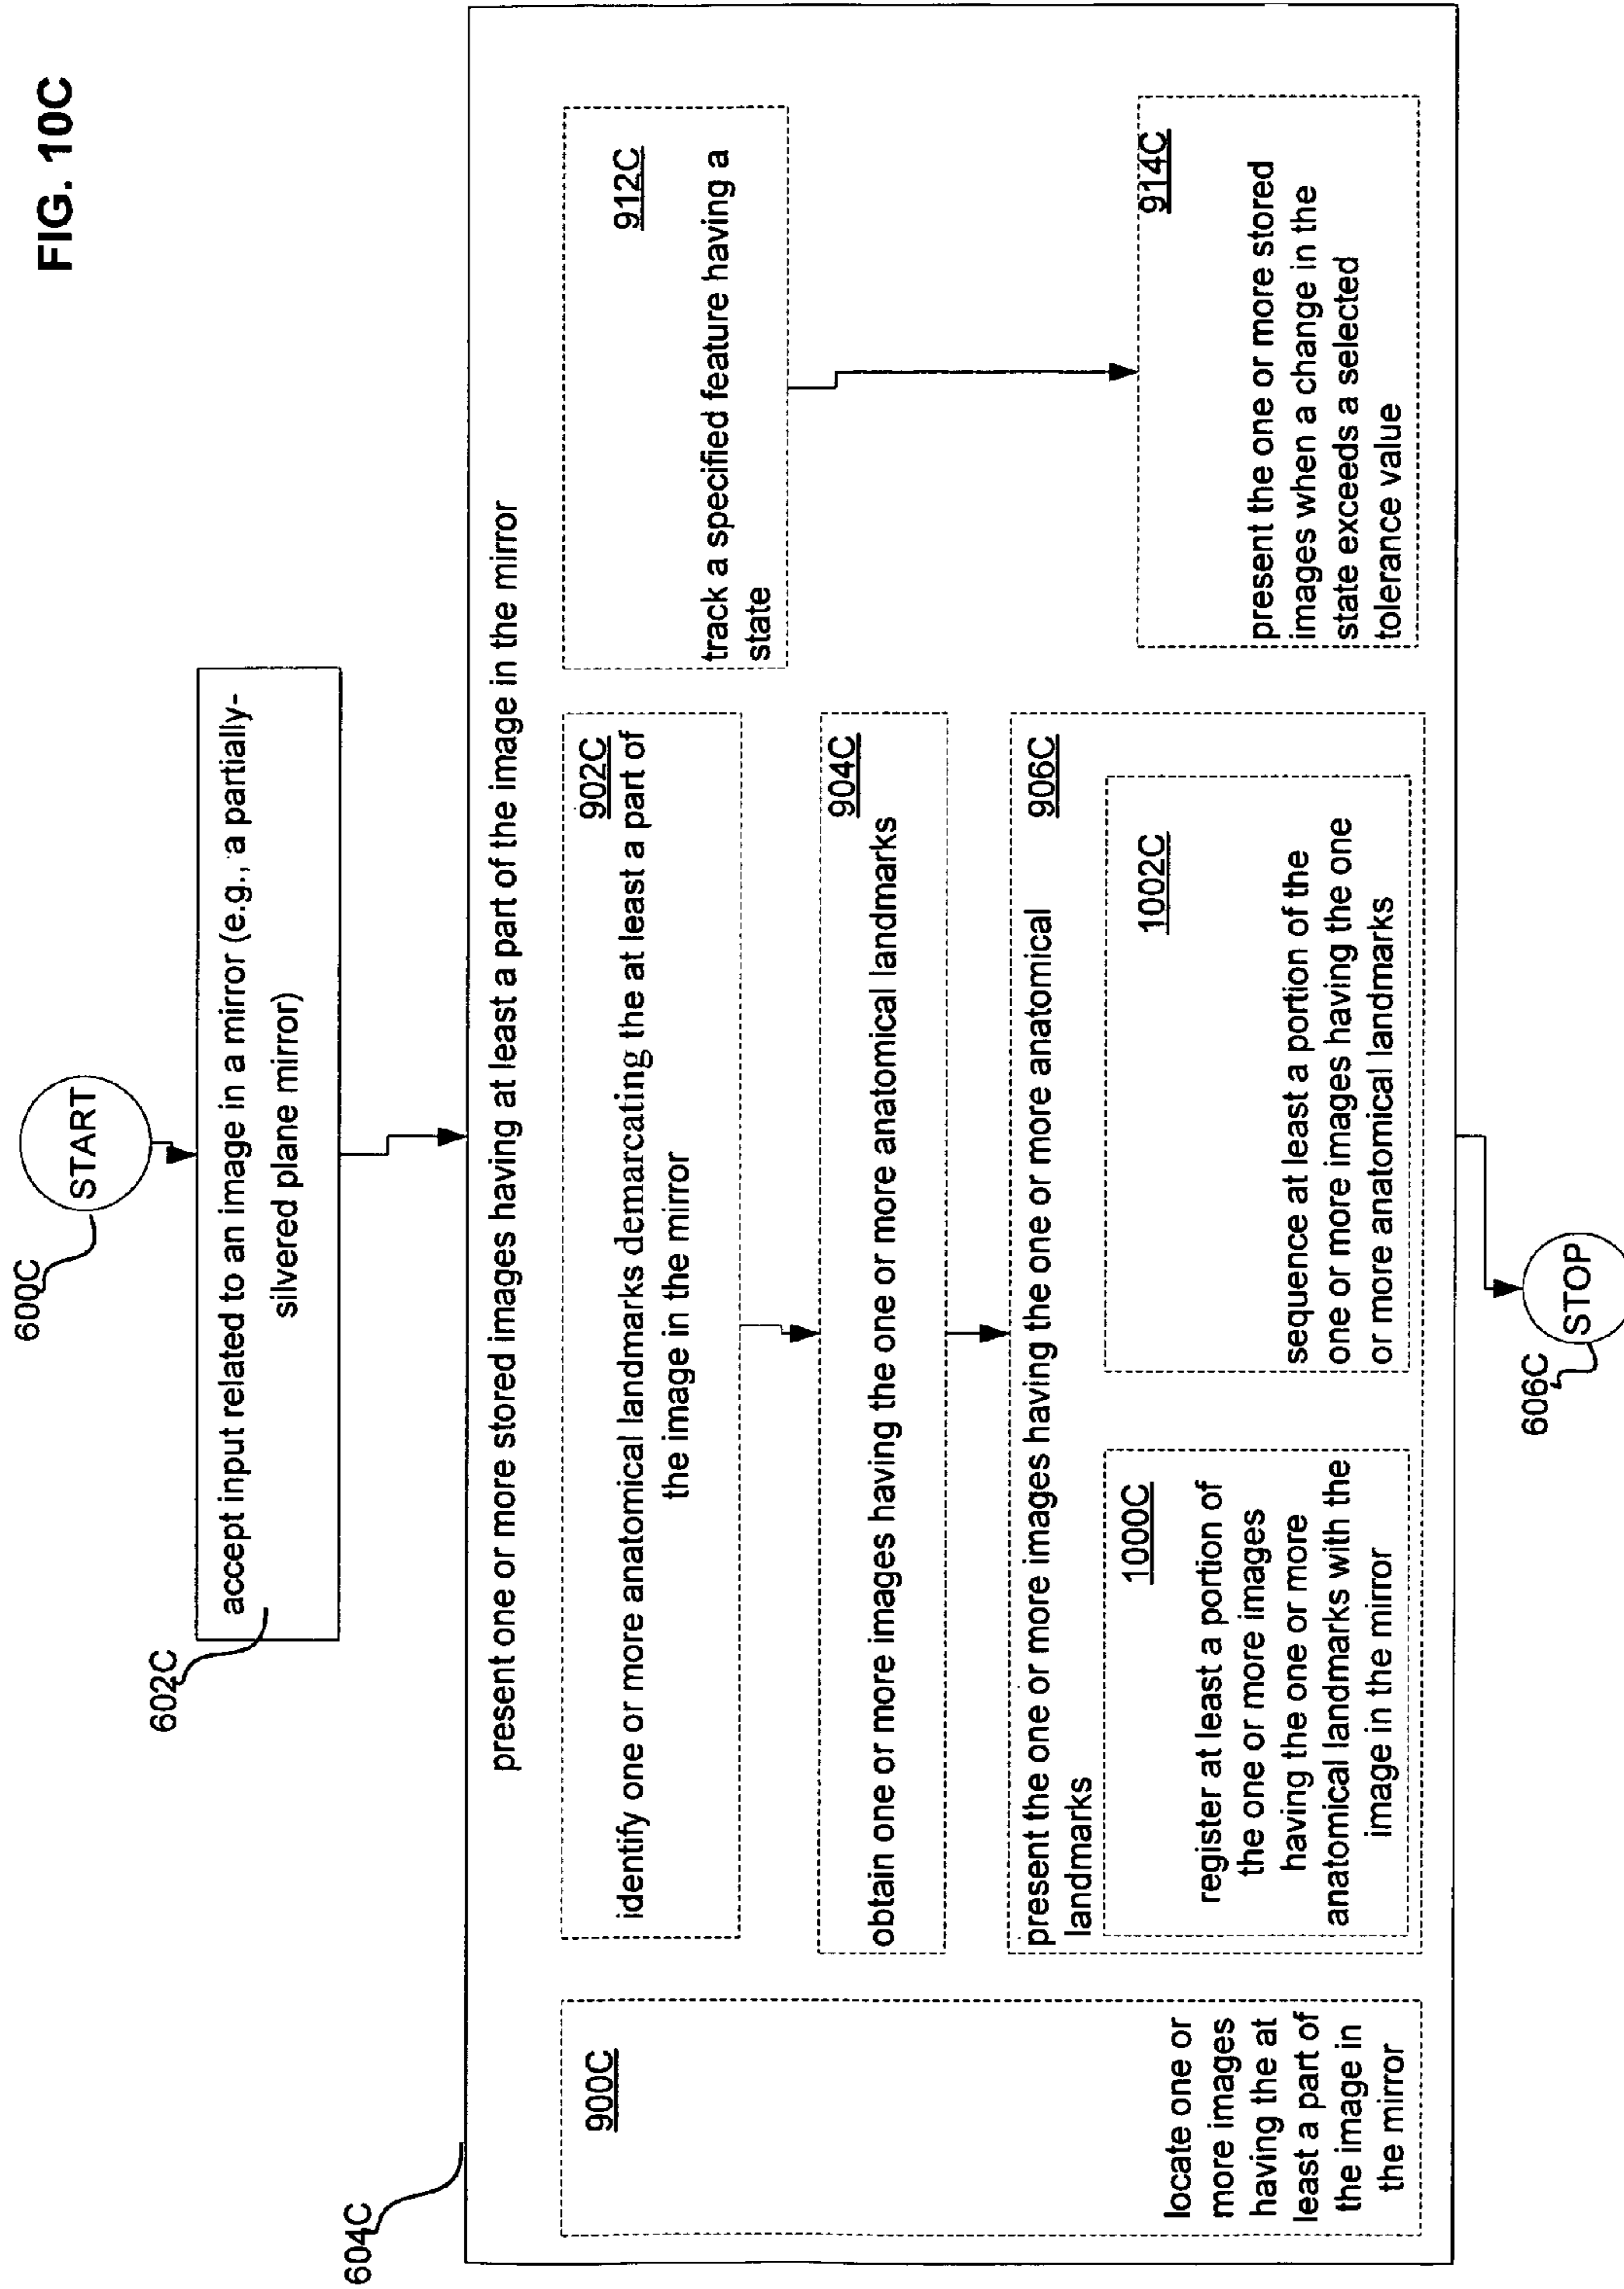 FIG. 10C
600C
START
602C
accept input related to an image in a mirror (e.g., a partially-
silvered plane mirror)
604C
present one or more stored images having at least a part of the image in the mirror
900C
locate one or
more images
having the at
least a part of
the image in
the mirror
902C
identify one or more anatomical landmarks demarcating the at least a part of
the image in the mirror
904C
obtain one or more images having the one or more anatomical landmarks
906C
present the one or more images having the one or more anatomical
landmarks
1000C
register at least a portion of
the one or more images
having the one or more
anatomical landmarks with the
image in the mirror
1002C
sequence at least a portion of the
one or more images having the one
or more anatomical landmarks
912C
track a specified feature having a
state
914C
present the one or more stored
images when a change in the
state exceeds a selected
tolerance value
606C
STOP